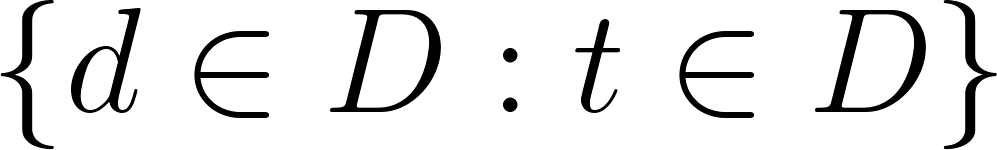 {d ∈ D : t ∈ D}